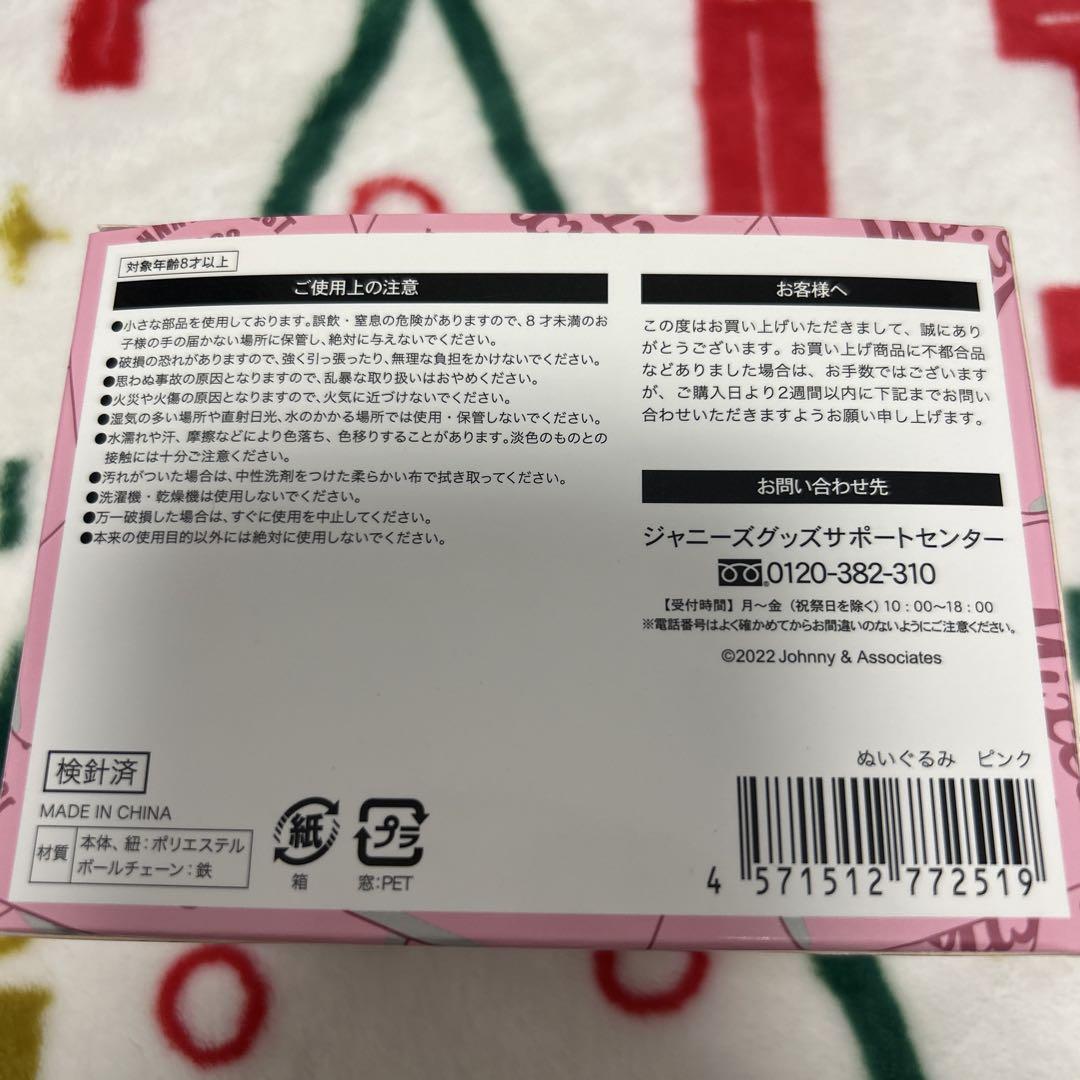 対象年齢8才以上
ご使用上の注意
●小さな部品を使用しております。誤飲・窒息の危険がありますので、8才未満のお
子様の手の届かない場所に保管し、絶対に与えないでください。
●破損の恐れがありますので、強く引っ張ったり、無理な負担をかけないでください。
●思わぬ事故の原因となりますので、乱暴な取り扱いはおやめください。
●火災や火傷の原因となりますので、火気に近づけないでください。
●湿気の多い場所や直射日光、水のかかる場所では使用・保管しないでください。
●水濡れや汗、摩擦などにより色落ち、色移りすることがあります。淡色のものとの
接触には十分ご注意ください。
●汚れがついた場合は、中性洗剤をつけた柔らかい布で拭き取ってください。
●洗濯機・乾燥機は使用しないでください。
●万一破損した場合は、すぐに使用を中止してください。
●本来の使用目的以外には絶対に使用しないでください。
お客様へ
この度はお買い上げいただきまして、誠にあり
がとうございます。お買い上げ商品に不都合品
などありました場合は、お手数ではございます
が、ご購入日より2週間以内に下記までお問い
合わせいただきますようお願い申し上げます。
お問い合わせ先
ジャニーズグッズサポートセンター
0120-382-310
【受付時間】月〜金（祝祭日を除く）10：00〜18：00
※電話番号はよく確かめてからお間違いのないようにご注意ください。
©2022 Johnny & Associates
検針済
MADE IN CHINA
材質
本体、紐：ポリエステル
ボールチェーン：鉄
紙
箱
プラ
窓：PET
ぬいぐるみ ピンク
4 571512 772519